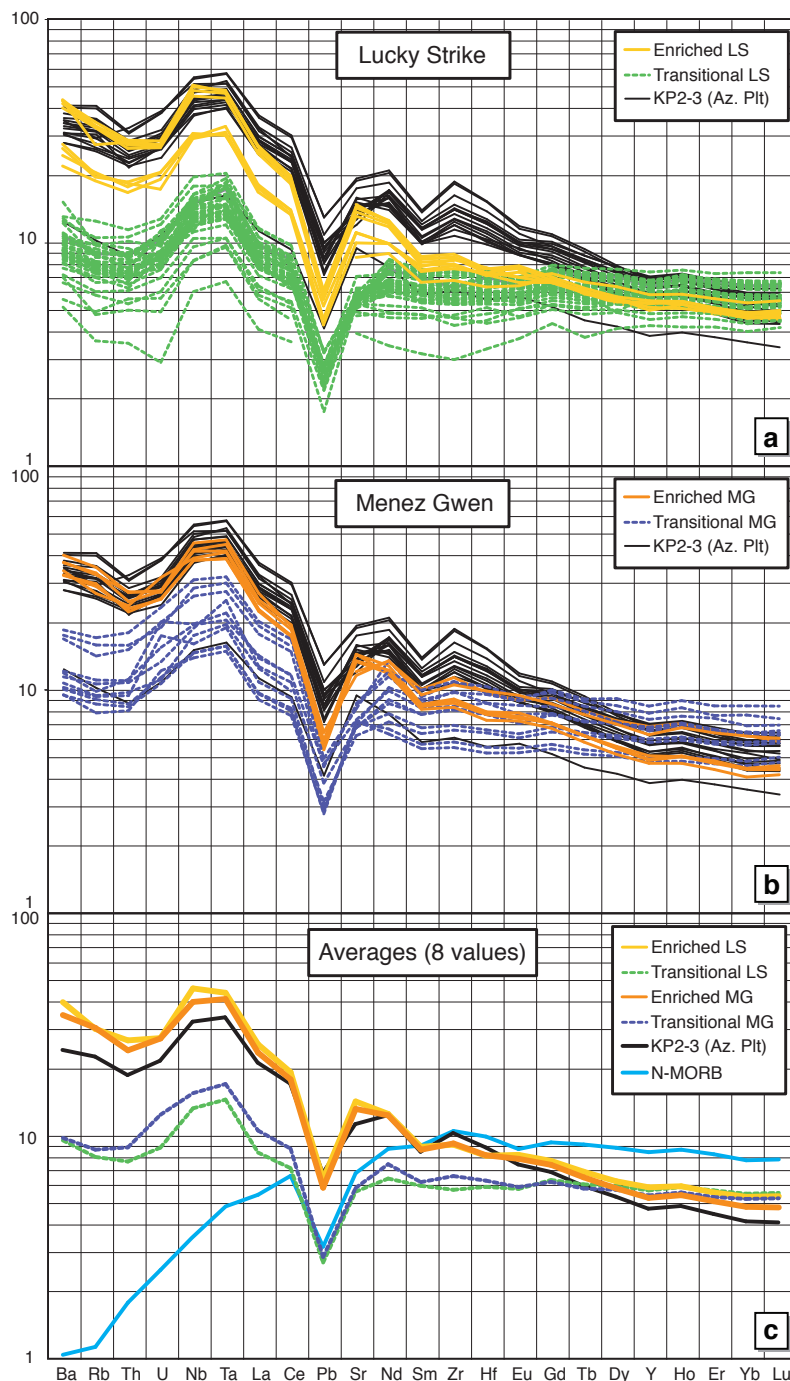 100
Lucky Strike
Enriched LS
Transitional LS
KP2-3 (Az. Plt)
10
a
1
100
Menez Gwen
Enriched MG
Transitional MG
KP2-3 (Az. Plt)
10
b
1
100
Averages (8 values)
Enriched LS
Transitional LS
Enriched MG
Transitional MG
KP2-3 (Az. Plt)
N-MORB
10
c
1
Ba Rb Th U Nb Ta La Ce Pb Sr Nd Sm Zr Hf Eu Gd Tb Dy Y Ho Er Yb Lu